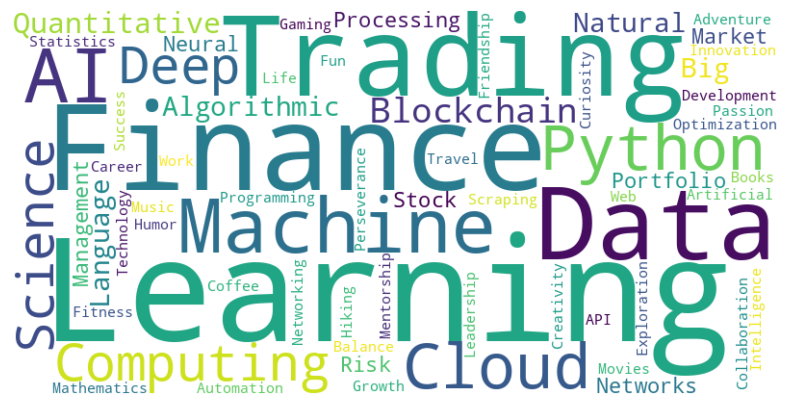 Quantitative
Trading
Gaming
Processing
Natural
Adventure
Statistics
Neural
Friendship
Market
Innovation
AI
Deep
Life
Fun
Curiosity
Big
Development
Success
Algorithmic
Blockchain
Passion
Optimization
Finance
Python
Science
Career
Work
Travel
Management
Language
Technology
Music
Humor
Programming
Perseverance
Stock
Scraping
Portfolio
Books
Web
Artificial
Machine
Data
Learning
Fitness
Coffee
Networking
Hiking
Mentorship
Leadership
Creativity
API
Exploration
Collaboration
Intelligence
Computing
Balance
Risk
Cloud
Movies
Networks
Mathematics
Automation
Growth